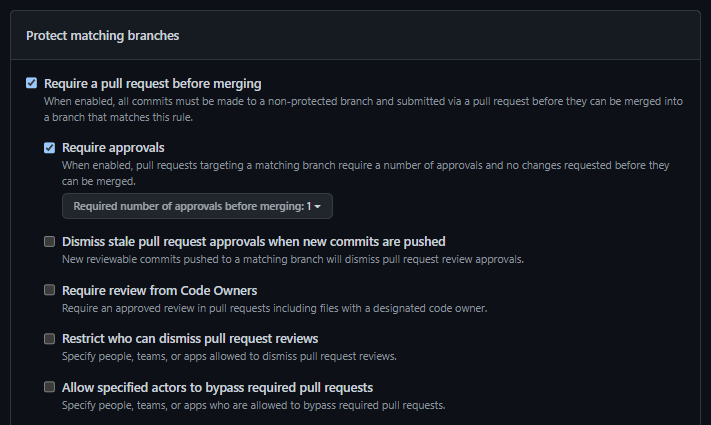 Protect matching branches
Require a pull request before merging
When enabled, all commits must be made to a non-protected branch and submitted via a pull request before they can be merged into
a branch that matches this rule.
Require approvals
When enabled, pull requests targeting a matching branch require a number of approvals and no changes requested before they
can be merged.
Required number of approvals before merging: 1
Dismiss stale pull request approvals when new commits are pushed
New reviewable commits pushed to a matching branch will dismiss pull request review approvals.
Require review from Code Owners
Require an approved review in pull requests including files with a designated code owner.
Restrict who can dismiss pull request reviews
Specify people, teams, or apps allowed to dismiss pull request reviews.
Allow specified actors to bypass required pull requests
Specify people, teams, or apps who are allowed to bypass required pull requests.